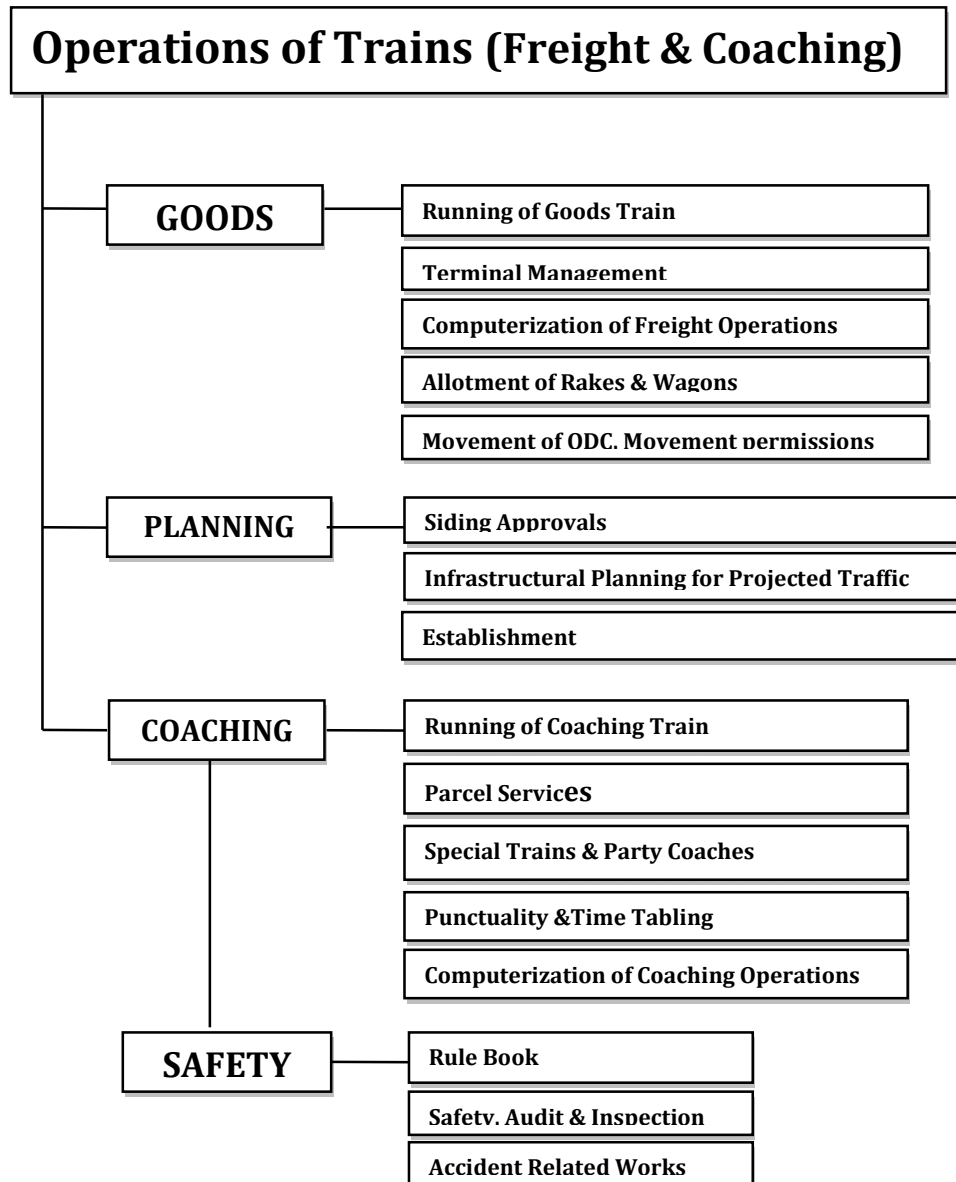 Operations of Trains (Freight & Coaching)
GOODS
Running of Goods Train
Terminal Management
Computerization of Freight Operations
Allotment of Rakes & Wagons
Movement of ODC, Movement permissions
PLANNING
Siding Approvals
Infrastructural Planning for Projected Traffic
Establishment
COACHING
Running of Coaching Train
Parcel Services
Special Trains & Party Coaches
Punctuality &Time Tabling
Computerization of Coaching Operations
SAFETY
Rule Book
Safety, Audit & Inspection
Accident Related Works